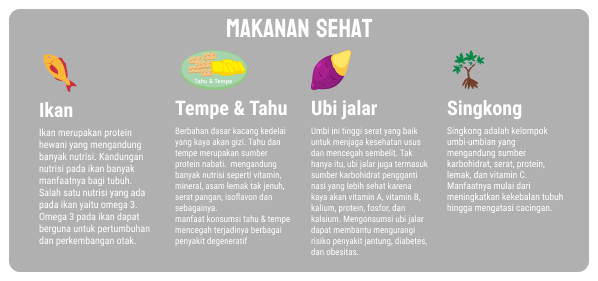 MAKANAN SEHAT
Ikan
Ikan merupakan protein
hewani yang mengandung
banyak nutrisi. Kandungan
nutrisi pada ikan banyak
manfaatnya bagi tubuh.
Salah satu nutrisi yang ada
pada ikan yaitu omega 3.
Omega 3 pada ikan dapat
berguna untuk pertumbuhan
dan perkembangan otak.
Tahu & Tempe
Tempe & Tahu
Berbahan dasar kacang kedelai
yang kaya akan gizi. Tahu dan
tempe merupakan sumber
protein nabati. mengandung
banyak nutrisi seperti vitamin,
mineral, asam lemak tak jenuh,
serat pangan, isoflavon dan
sebagainya.
manfaat konsumsi tahu & tempe
mencegah terjadinya berbagai
penyakit degeneratif
Ubi jalar
Umbi ini tinggi serat yang baik
untuk menjaga kesehatan usus
dan mencegah sembelit. Tak
hanya itu, ubi jalar juga termasuk
sumber karbohidrat pengganti
nasi yang lebih sehat karena
kaya akan vitamin A, vitamin B,
kalium, protein, fosfor, dan
kalsium. Mengonsumsi ubi jalar
dapat membantu mengurangi
risiko penyakit jantung, diabetes,
dan obesitas.
Singkong
Singkong adalah kelompok
umbi-umbian yang
mengandung sumber
karbohidrat, serat, protein,
lemak, dan vitamin C.
Manfaatnya mulai dari
meningkatkan kekebalan tubuh
hingga mengatasi cacingan.